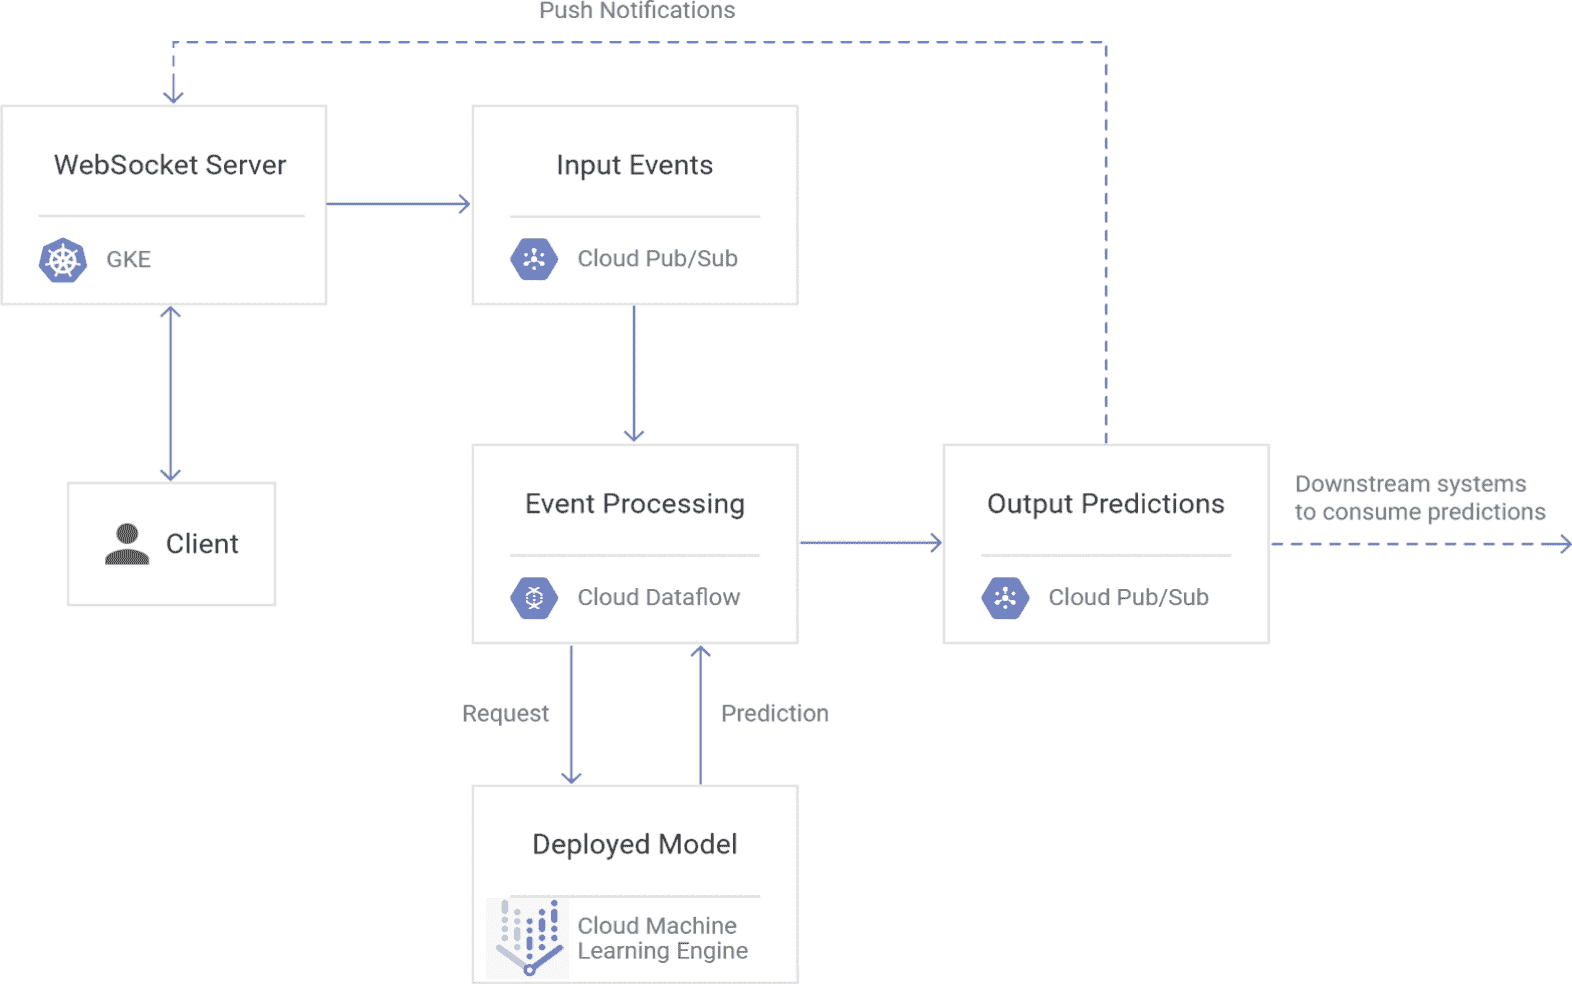 Push Notifications
WebSocket Server
GKE
Input Events
Cloud Pub/Sub
Client
Event Processing
Cloud Dataflow
Output Predictions
Cloud Pub/Sub
Downstream systems
to consume predictions
Request
Prediction
Deployed Model
Cloud Machine
Learning Engine